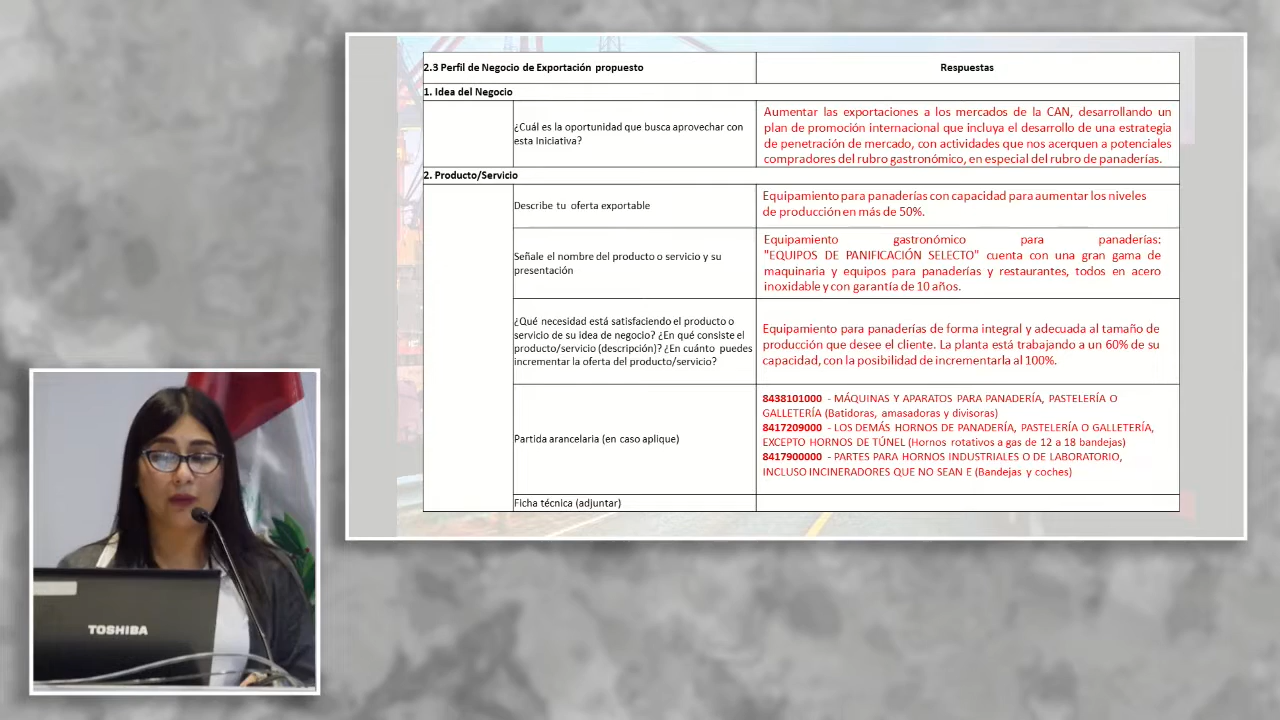 2.3 Perfil de Negocio de Exportación propuesto
Respuestas
1. Idea del Negocio
¿Cuál es la oportunidad que busca aprovechar con
esta Iniciativa?
Aumentar las exportaciones a los mercados de la CAN, desarrollando un
plan de promoción internacional que incluya el desarrollo de una estrategia
de penetración de mercado, con actividades que nos acerquen a potenciales
compradores del rubro gastronómico, en especial del rubro de panaderías.
2. Producto/Servicio
Describe tu oferta exportable
Equipamiento para panaderías con capacidad para aumentar los niveles
de producción en más de 50%.
Señale el nombre del producto o servicio y su
presentación
Equipamiento gastronómico para panaderías:
"EQUIPOS DE PANIFICACIÓN SELECTO" cuenta con una gran gama de
maquinaria y equipos para panaderías y restaurantes, todos en acero
inoxidable y con garantía de 10 años.
¿Qué necesidad está satisfaciendo el producto o
servicio de su idea de negocio? ¿En qué consiste el
producto/servicio (descripción)? ¿En cuánto puedes
incrementar la oferta del producto/servicio?
Equipamiento para panaderías de forma integral y adecuada al tamaño de
producción que desee el cliente. La planta está trabajando a un 60% de su
capacidad, con la posibilidad de incrementarla al 100%.
Partida arancelaria (en caso aplique)
8438101000 - MÁQUINAS Y APARATOS PARA PANADERÍA, PASTELERÍA O
GALLETERÍA (Batidoras, amasadoras y divisoras)
8417209000 - LOS DEMÁS HORNOS DE PANADERÍA, PASTELERÍA O GALLETERÍA,
EXCEPTO HORNOS DE TÚNEL (Hornos rotativos a gas de 12 a 18 bandejas)
8417900000 - PARTES PARA HORNOS INDUSTRIALES O DE LABORATORIO,
INCLUSO INCINERADORES QUE NO SEAN E (Bandejas y coches)
Ficha técnica (adjuntar)
TOSHIBA